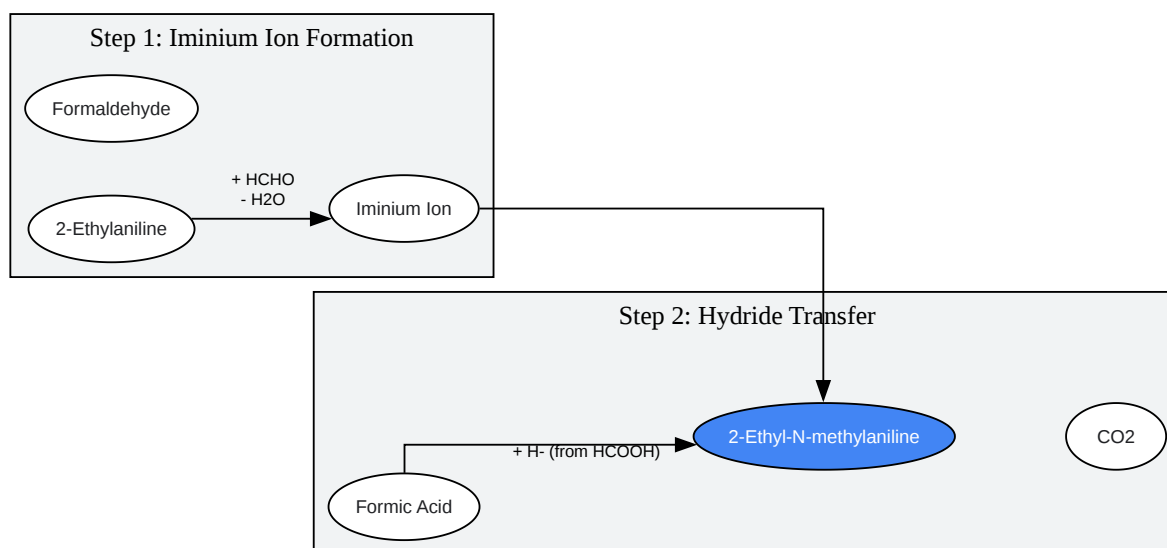 Step 1: Iminium Ion Formation
Formaldehyde
+ HCHO
- H2O
2-Ethylaniline
Iminium Ion
Step 2: Hydride Transfer
2-Ethyl-N-methylaniline
CO2
+ H- (from HCOOH)
Formic Acid